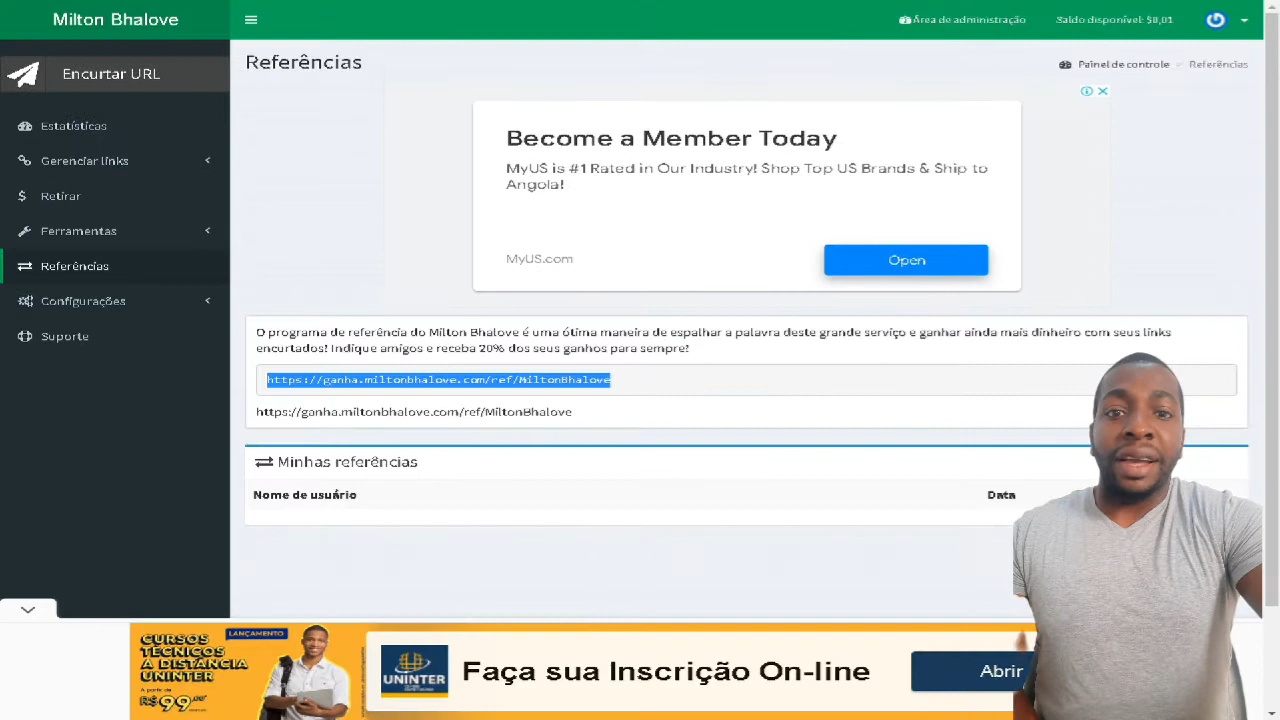 Milton Bhalove
Área de administração
Saldo disponível: $0,01
Encurtar URL
Referências
Painel de controle > Referências
Estatísticas
Gerenciar links
Retirar
Ferramentas
Referências
Configurações
Suporte
Become a Member Today
MyUS is #1 Rated in Our Industry! Shop Top US Brands & Ship to
Angola!
MyUS.com
Open
O programa de referência do Milton Bhalove é uma ótima maneira de espalhar a palavra deste grande serviço e ganhar ainda mais dinheiro com seus links
encurtados! Indique amigos e receba 20% dos seus ganhos para sempre!
https://ganha.miltonbhalove.com/ref/MiltonBhalove
https://ganha.miltonbhalove.com/ref/MiltonBhalove
Minhas referências
Nome de usuário
Data
CURSOS
TÉCNICOS
A DISTÂNCIA
UNINTER
LANÇAMENTO
A partir de
R$99
UNINTER
Faça sua Inscrição On-line
Abrir